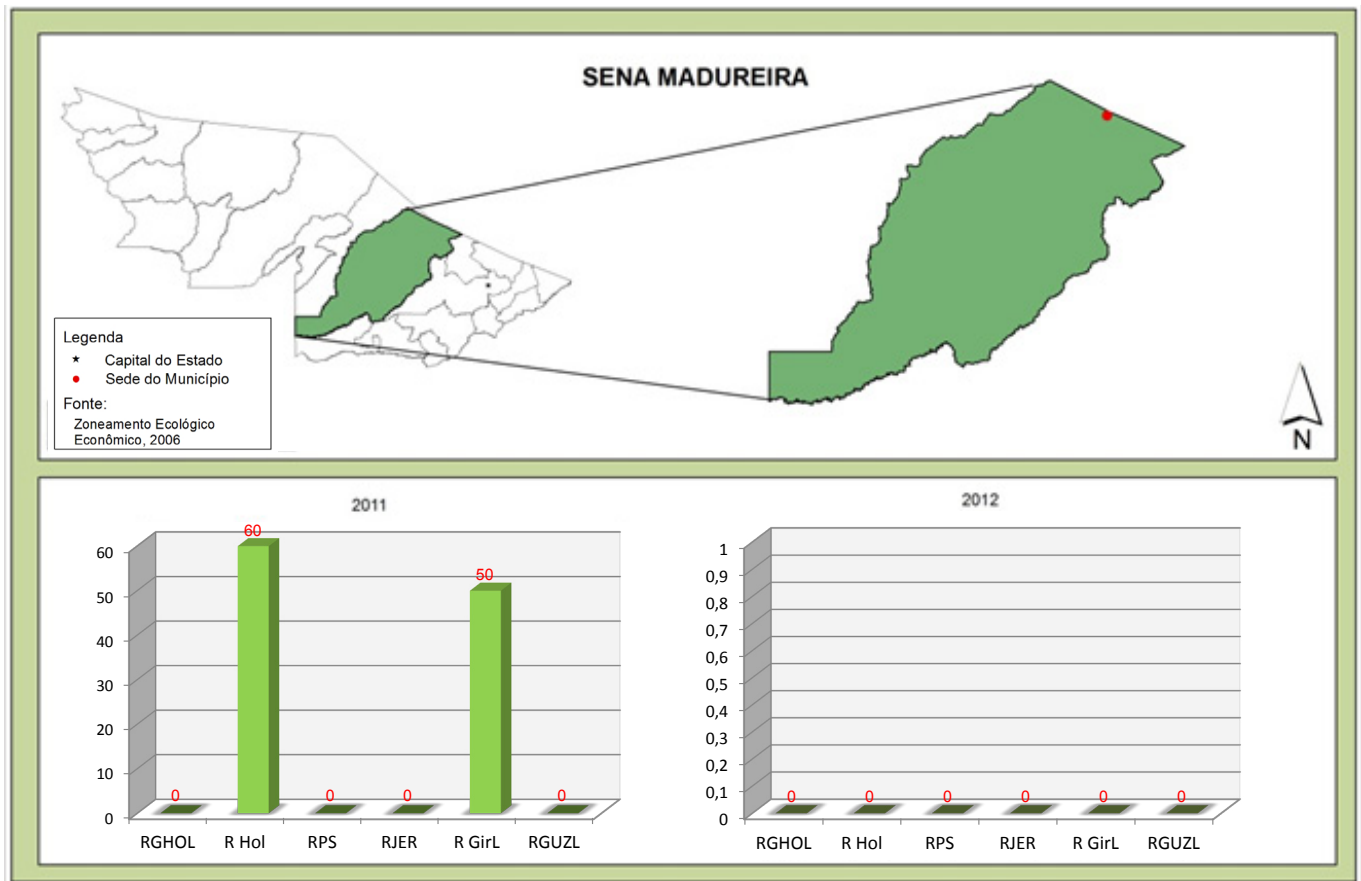 SENA MADUREIRA
Legenda
★ Capital do Estado
● Sede do Município
Fonte:
Zoneamento Ecológico
Econômico, 2006
N
2011
60
50
40
30
20
10
0
0
60
0
0
50
0
RGHOL R Hol RPS RJER R GirL RGUZL
2012
1
0,9
0,8
0,7
0,6
0,5
0,4
0,3
0,2
0,1
0
0 0 0 0 0 0
RGHOL R Hol RPS RJER R GirL RGUZL